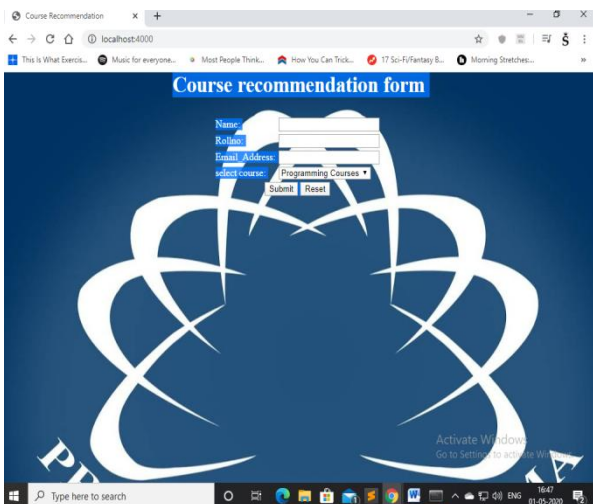 Course Recommendation
localhost:4000
This Is What Exercis... Music for everyone... Most People Think... How You Can Trick... 17 Sci-Fi/Fantasy B... Morning Stretches:... »
Course recommendation form
Name:
Rollno:
Email_Address:
select course: Programming Courses
Submit Reset
Activate Windows
Go to Settings to activate Windows.
Type here to search
ENG 16:47
01-05-2020